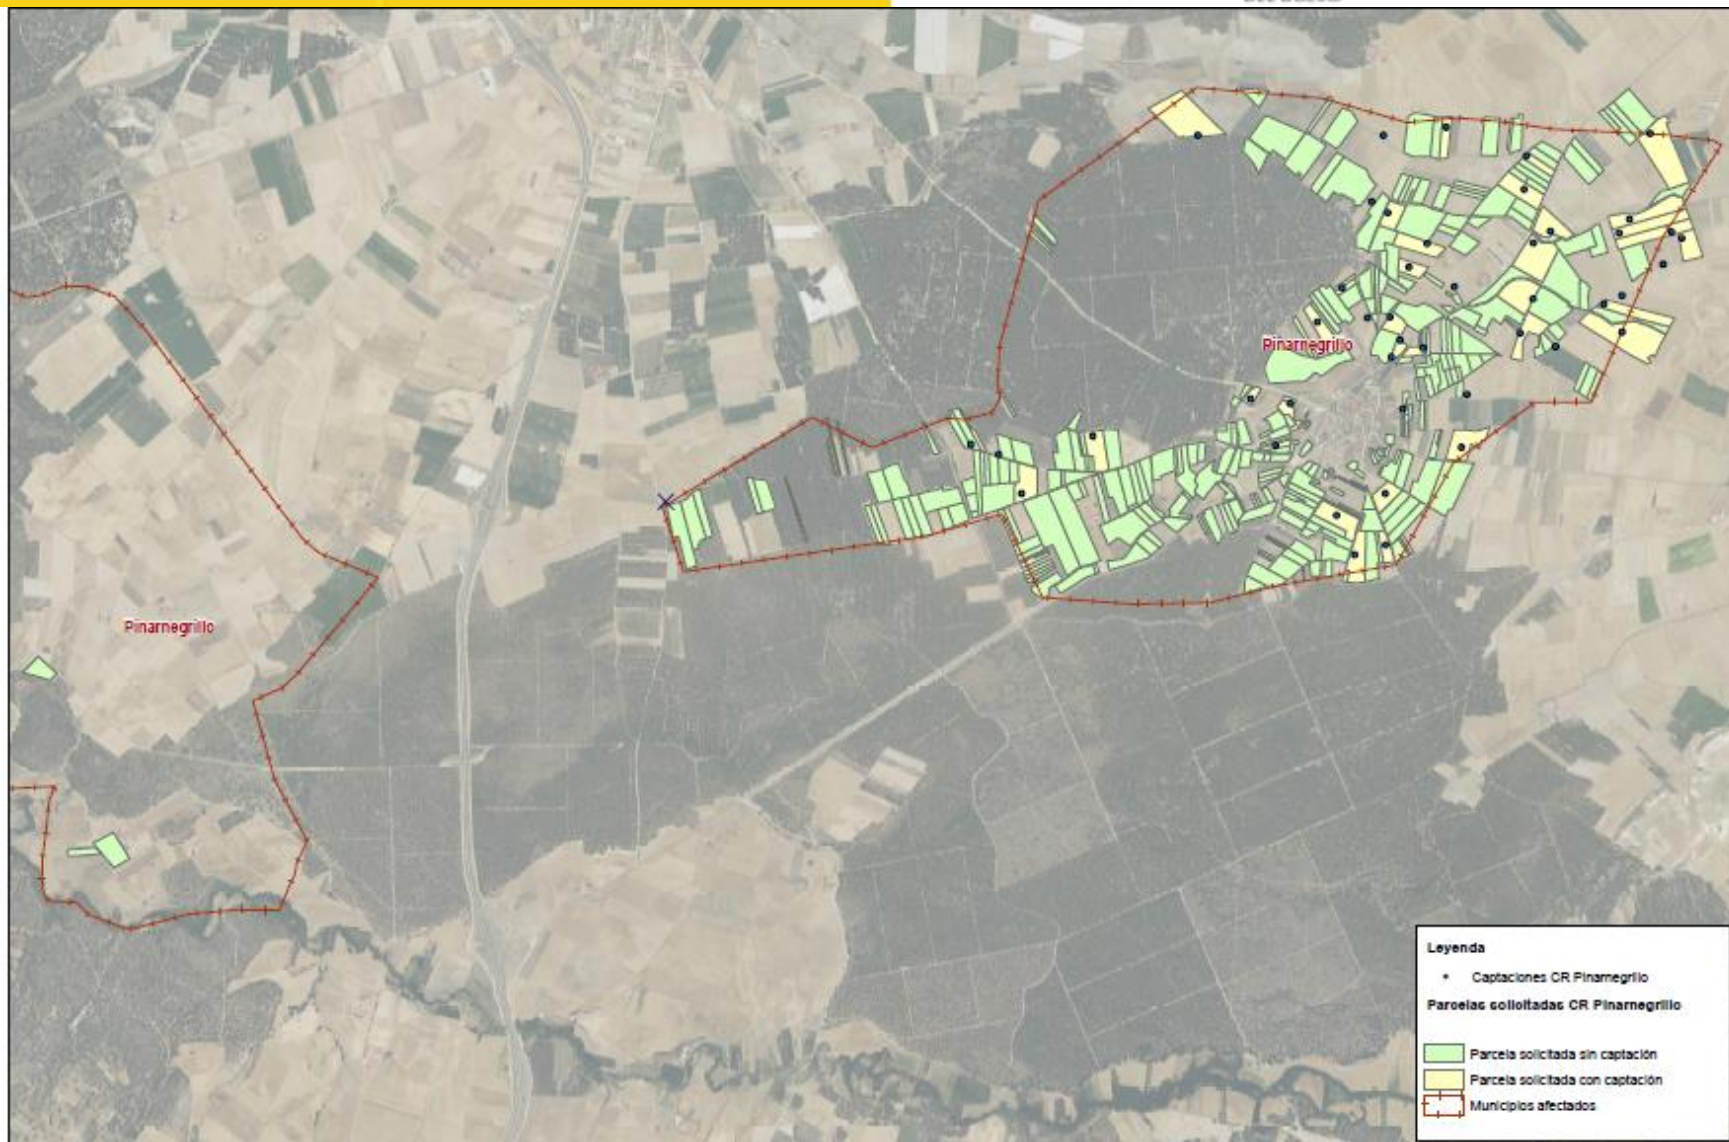 Pinarnegrillo
Pinarnegrillo
Leyenda
Captaciones CR Pinarnegrillo
Parcelas solicitadas CR Pinarnegrillo
Parcela solicitada sin captación
Parcela solicitada con captación
Municipios afectados